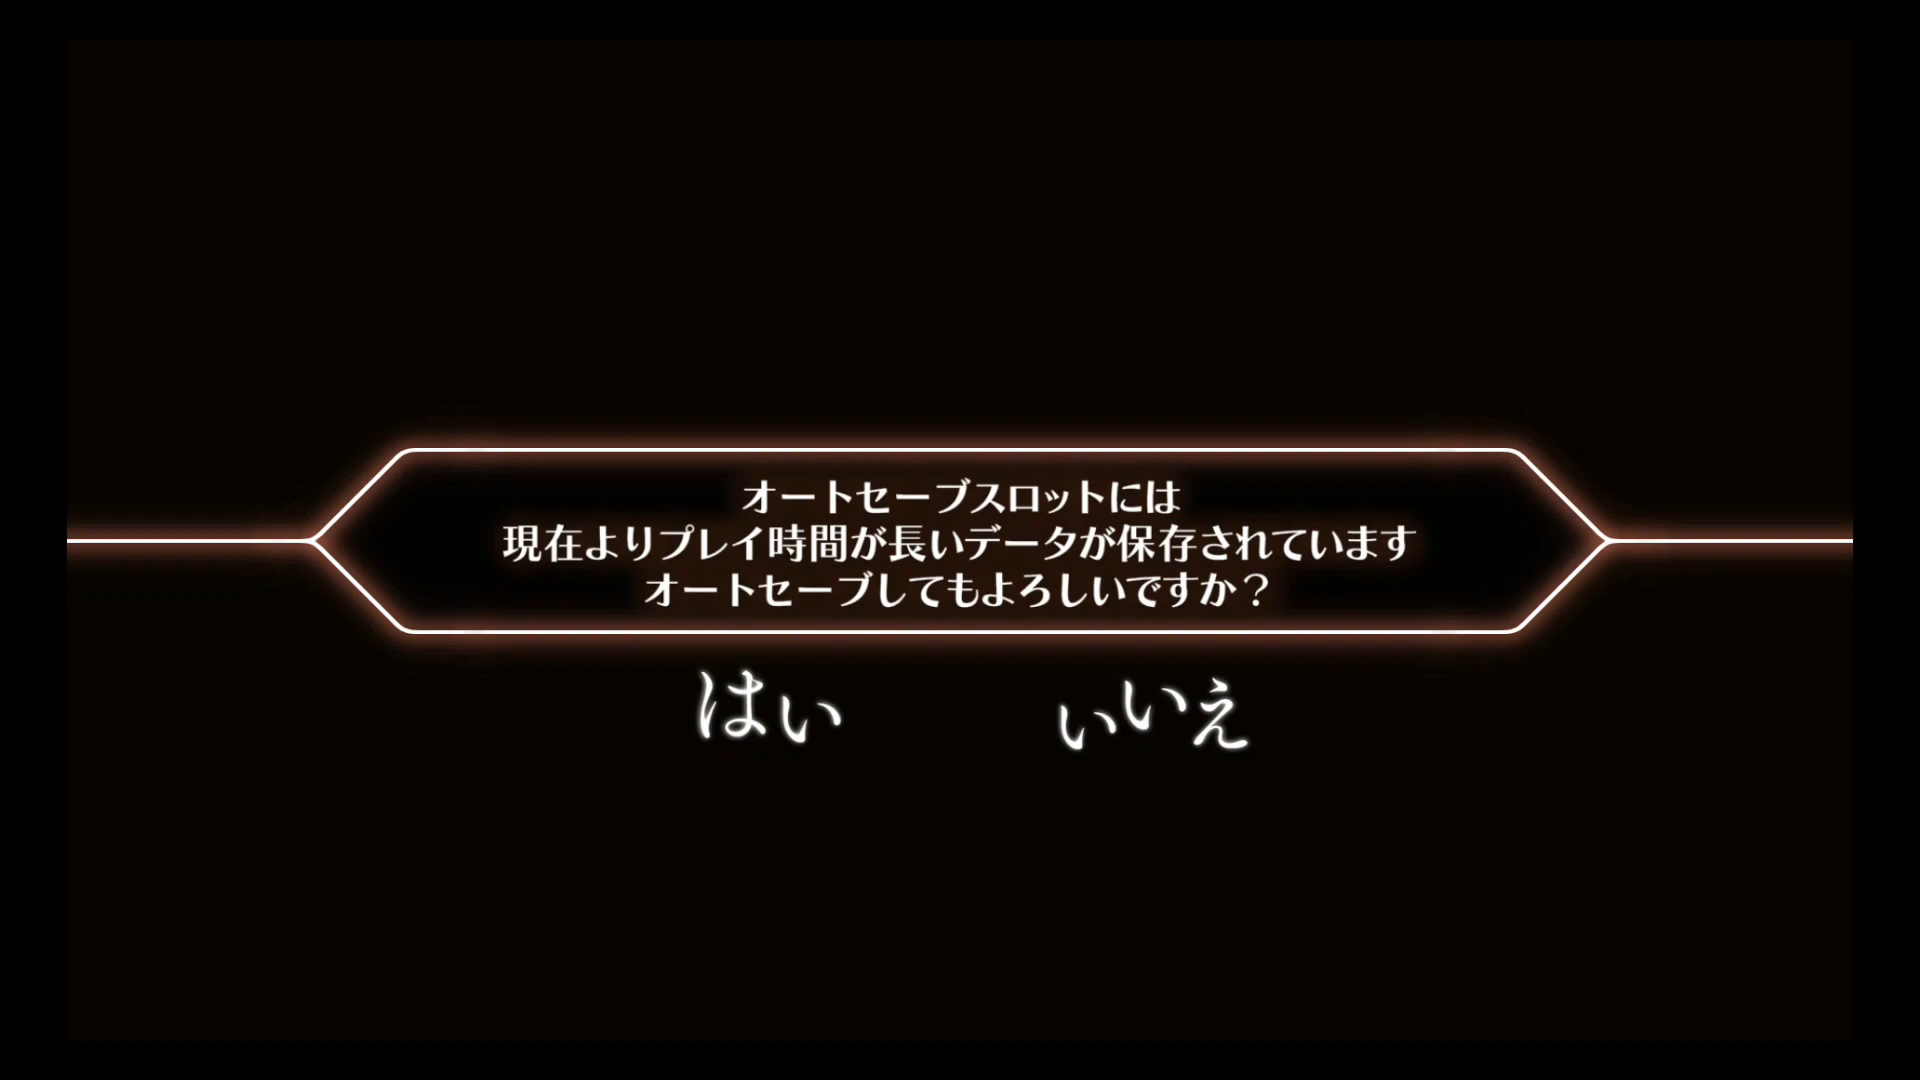 オートセーブスロットには
現在よりプレイ時間が長いデータが保存されています
オートセーブしてもよろしいですか？
はい　いいえ